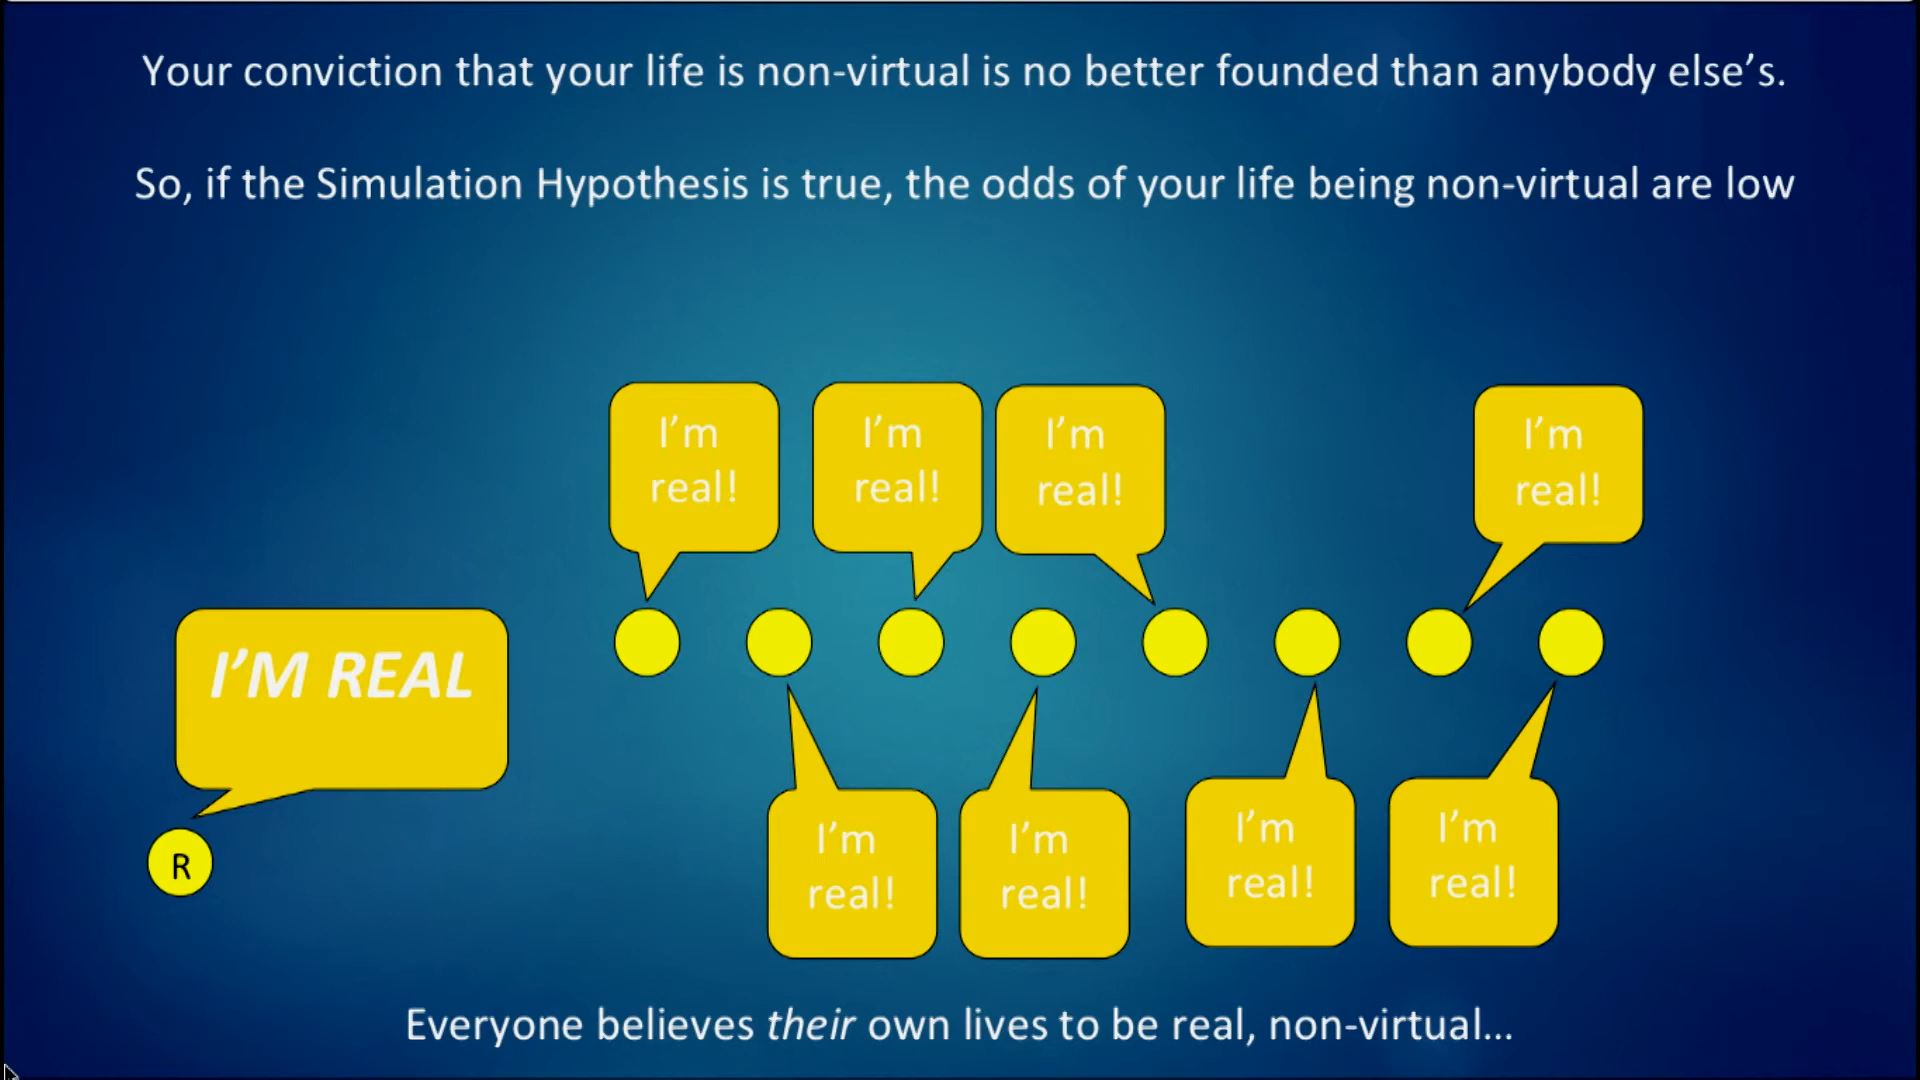 Your conviction that your life is non-virtual is no better founded than anybody else’s.
So, if the Simulation Hypothesis is true, the odds of your life being non-virtual are low
I’m
real!
I’m
real!
I’m
real!
I’m
real!
I’M REAL
R
I’m
real!
I’m
real!
I’m
real!
I’m
real!
Everyone believes their own lives to be real, non-virtual...